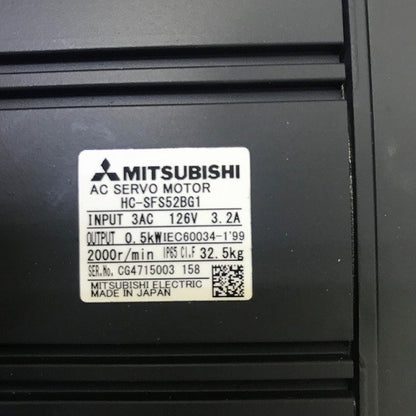 MITSUBISHI
AC SERVO MOTOR
HC-SFS52BG1
INPUT 3AC 126V 3.2A
OUTPUT 0.5kW IEC60034-1'99
2000r/min IP65 Cl.F 32.5kg
SER.No. CG4715003 158
MITSUBISHI ELECTRIC
MADE IN JAPAN